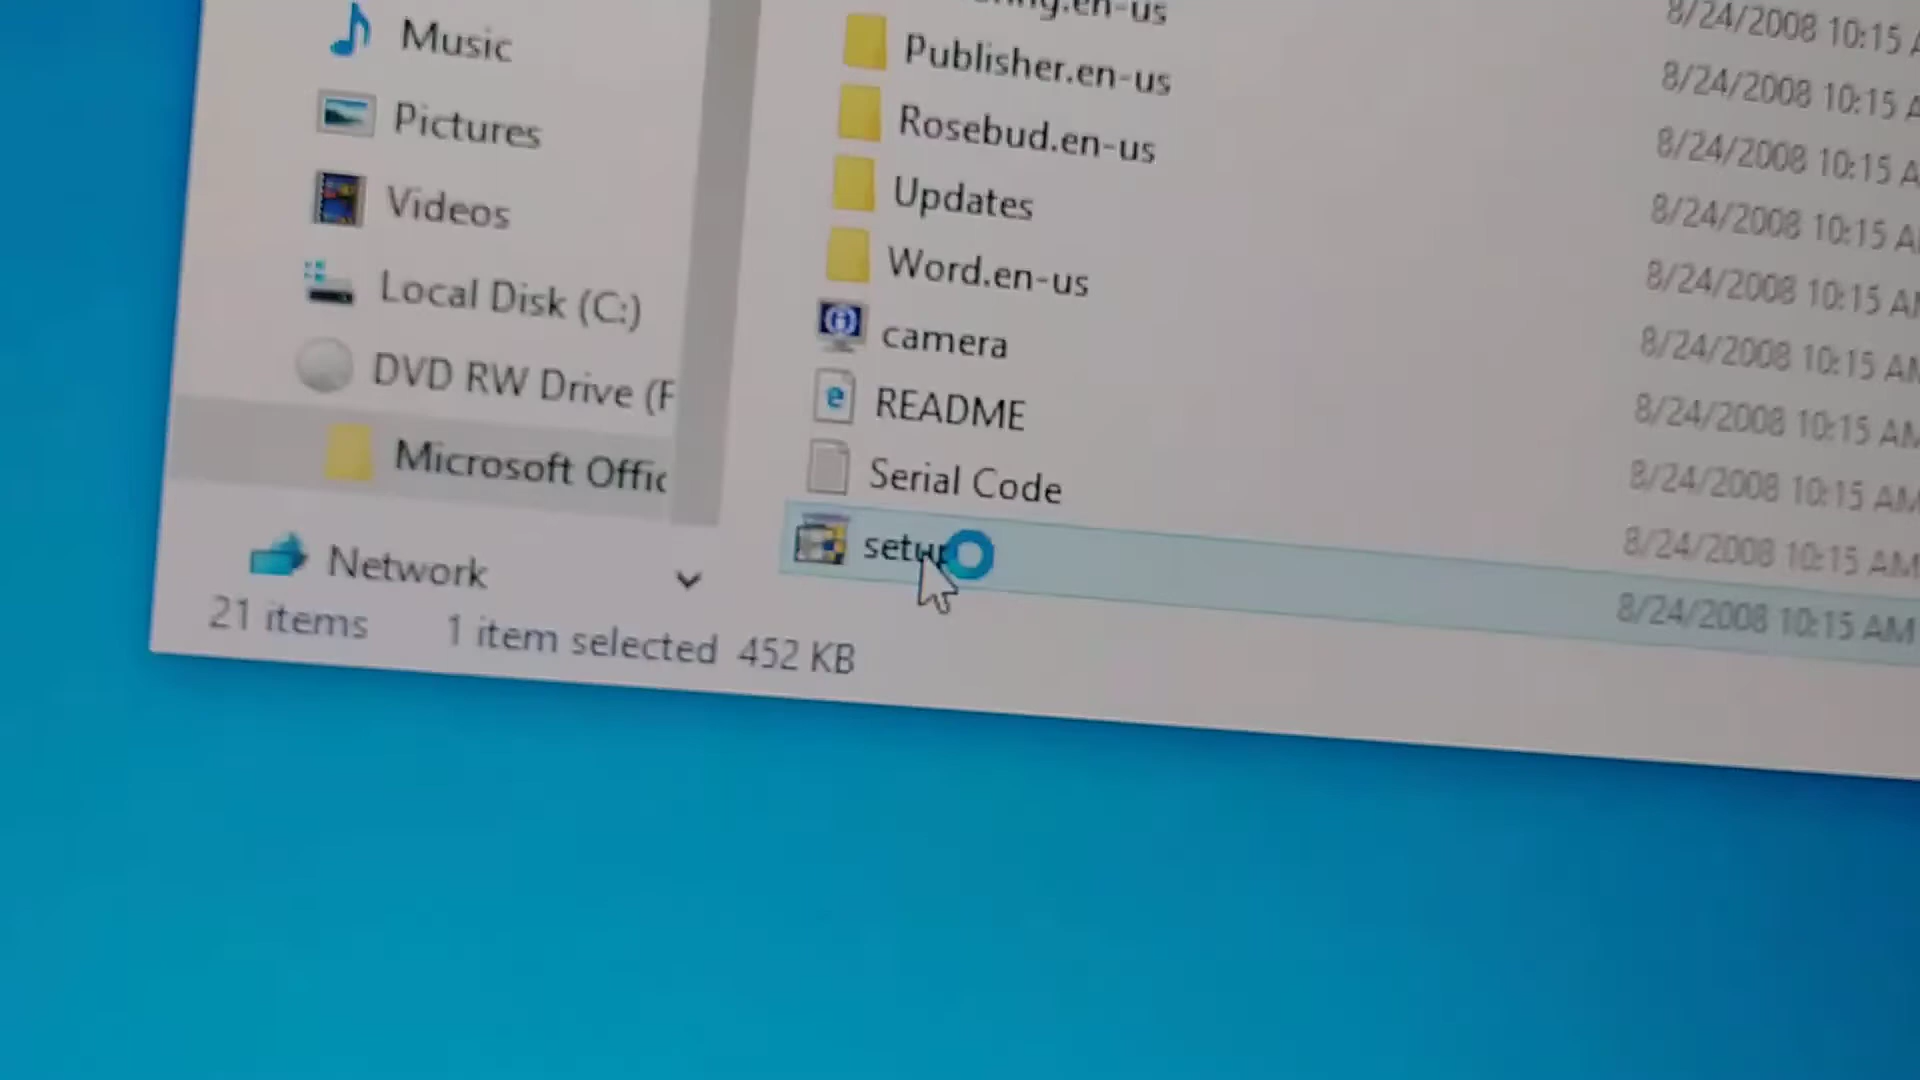 Music
Pictures
Videos
Local Disk (C:)
DVD RW Drive (F
Microsoft Offic
Network
21 items 1 item selected 452 KB
en-us 8/24/2008 10:15 A
Publisher.en-us 8/24/2008 10:15 A
Rosebud.en-us 8/24/2008 10:15 A
Updates 8/24/2008 10:15 A
Word.en-us 8/24/2008 10:15 AM
camera 8/24/2008 10:15 AM
README 8/24/2008 10:15 AM
Serial Code 8/24/2008 10:15 AM
setup 8/24/2008 10:15 AM
8/24/2008 10:15 AM